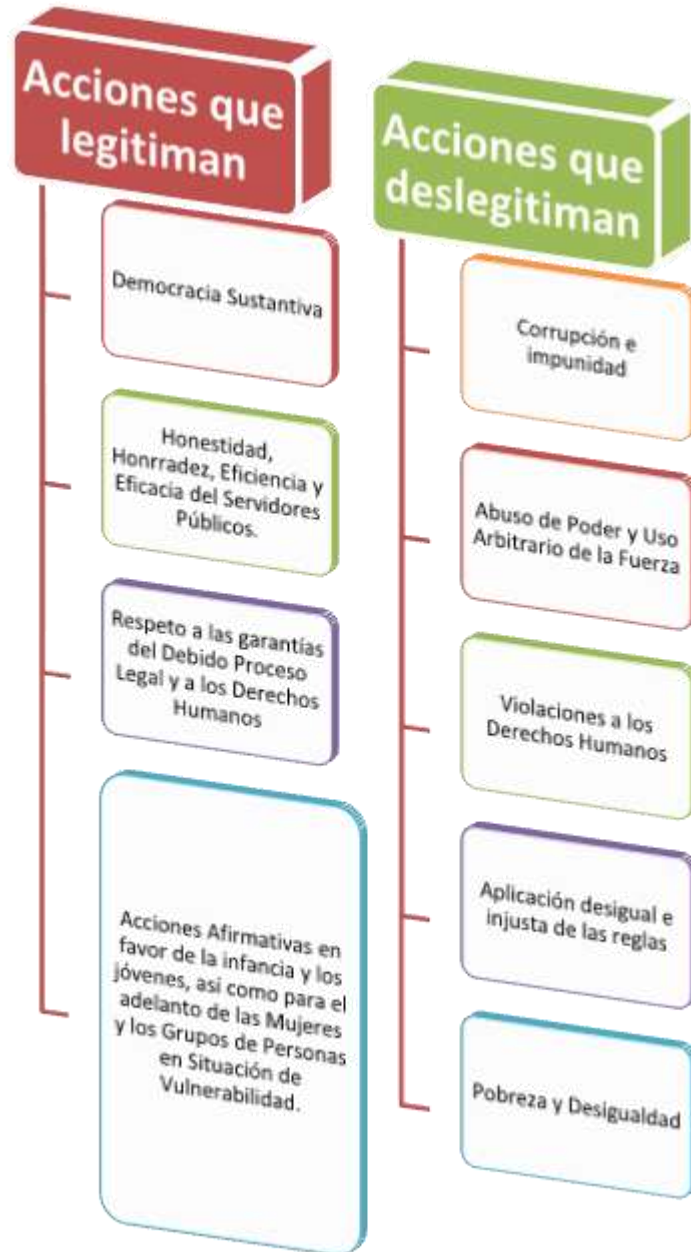 Acciones que
legitiman
Democracia Sustantiva
Honestidad,
Honrradez, Eficiencia y
Eficacia del Servidores
Públicos.
Respeto a las garantías
del Debido Proceso
Legal y a los Derechos
Humanos
Acciones Afirmativas en
favor de la infancia y los
jóvenes, así como para el
adelanto de las Mujeres
y los Grupos de Personas
en Situación de
Vulnerabilidad.
Acciones que
deslegitiman
Corrupción e
impunidad
Abuso de Poder y Uso
Arbitrario de la Fuerza
Violaciones a los
Derechos Humanos
Aplicación desigual e
injusta de las reglas
Pobreza y Desigualdad